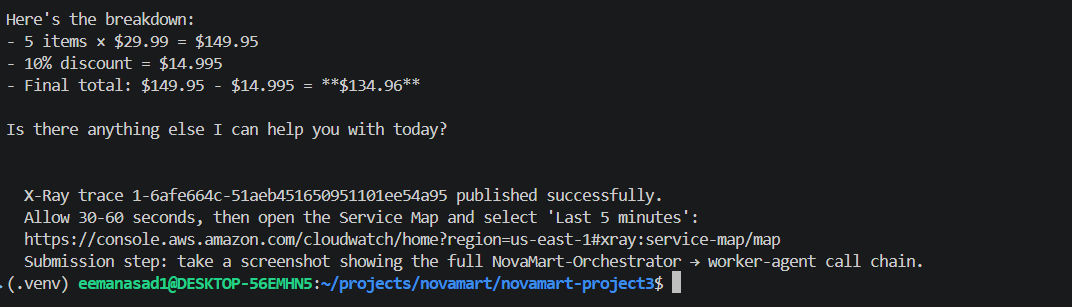 Here's the breakdown:
- 5 items × $29.99 = $149.95
- 10% discount = $14.995
- Final total: $149.95 - $14.995 = **$134.96**
Is there anything else I can help you with today?
X-Ray trace 1-6afe664c-51aeb451650951101ee54a95 published successfully.
Allow 30-60 seconds, then open the Service Map and select 'Last 5 minutes':
https://console.aws.amazon.com/cloudwatch/home?region=us-east-1#xray:service-map/map
Submission step: take a screenshot showing the full NovaMart-Orchestrator → worker-agent call chain.
(.venv) eemanasad1@DESKTOP-56EMHN5:~/projects/novamart/novamart-project3$